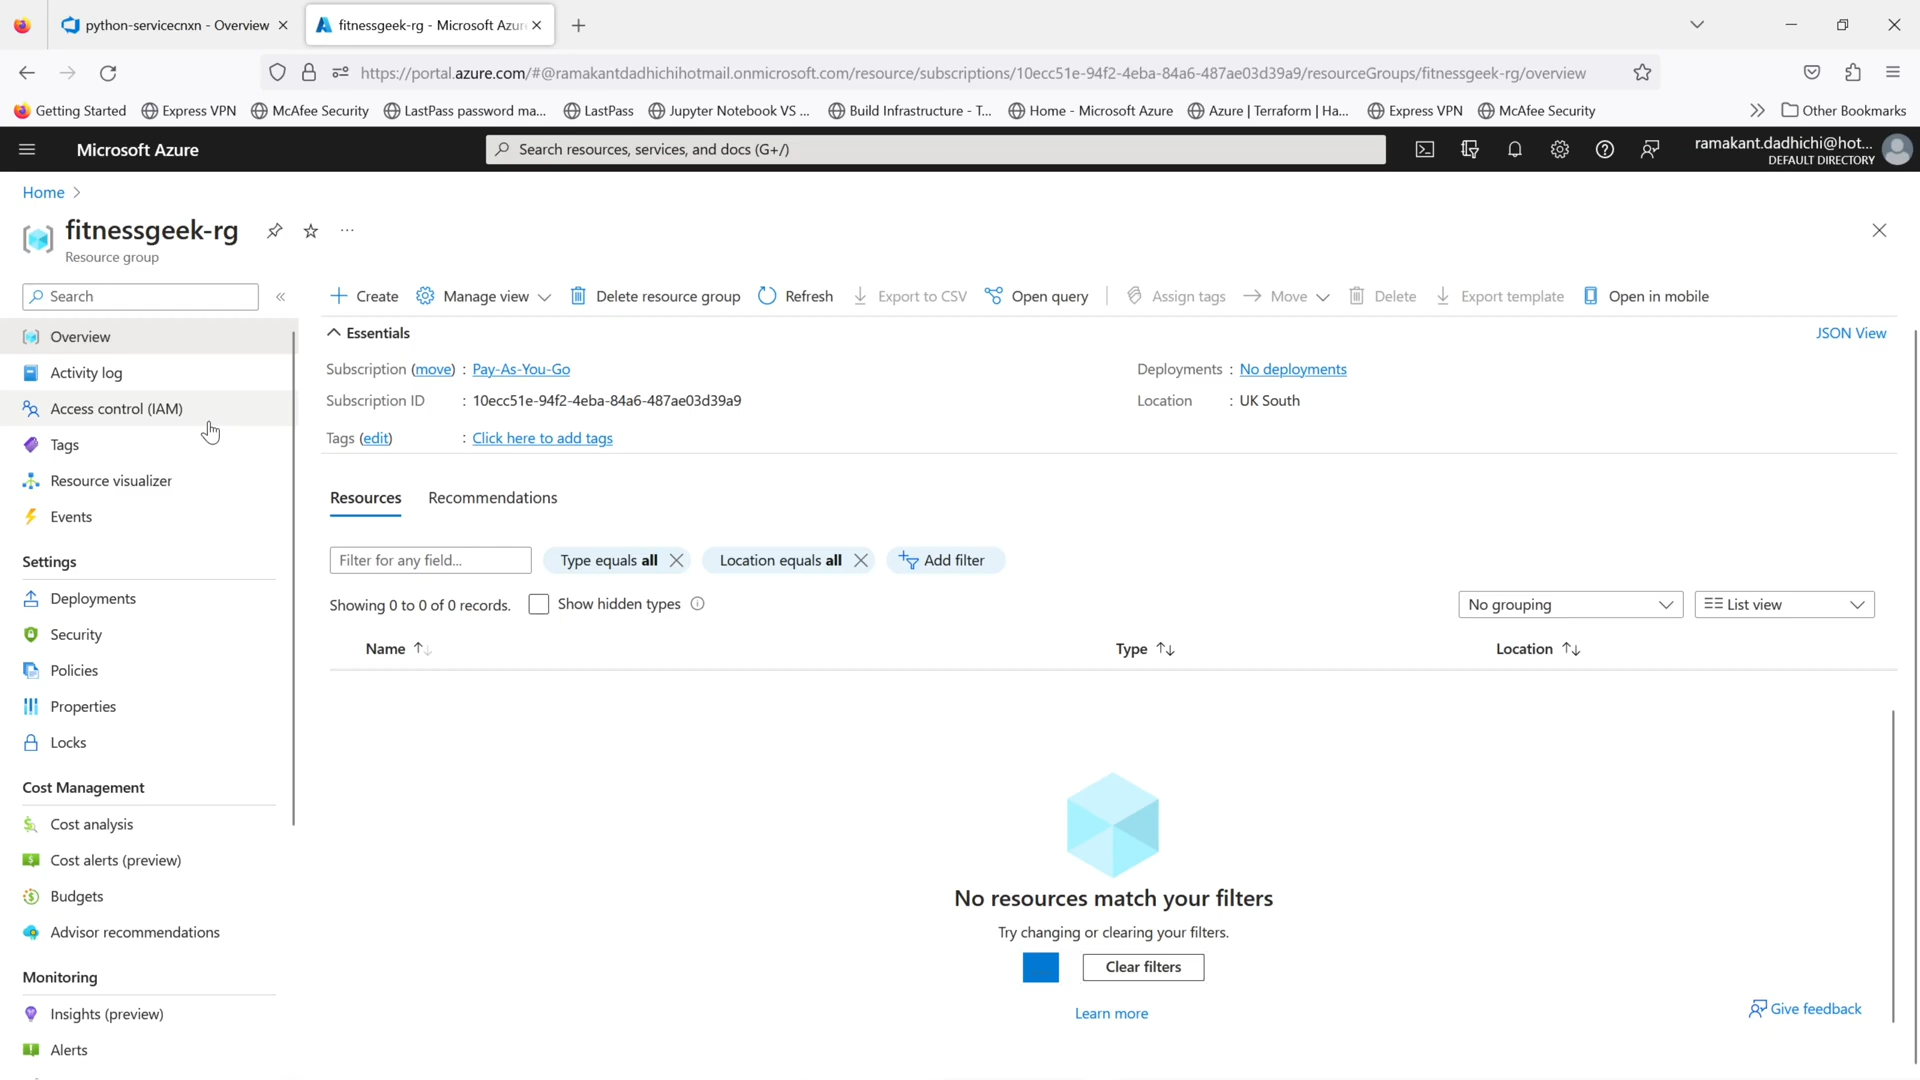 python-servicecnxn - Overview
fitnessgeek-rg - Microsoft Azur
https://portal.azure.com/#@ramakantdadhichihotmail.onmicrosoft.com/resource/subscriptions/10ecc51e-94f2-4eba-84a6-487ae03d39a9/resourceGroups/fitnessgeek-rg/overview
Getting Started Express VPN McAfee Security LastPass password ma... LastPass Jupyter Notebook VS ... Build Infrastructure - T... Home - Microsoft Azure Azure | Terraform | Ha... Express VPN McAfee Security Other Bookmarks
Microsoft Azure
Search resources, services, and docs (G+/)
ramakant.dadhichi@hot...
DEFAULT DIRECTORY
Home >
fitnessgeek-rg
Resource group
Search
Create Manage view Delete resource group Refresh Export to CSV Open query Assign tags Move Delete Export template Open in mobile
Overview
Activity log
Access control (IAM)
Tags
Resource visualizer
Events
Settings
Deployments
Security
Policies
Properties
Locks
Cost Management
Cost analysis
Cost alerts (preview)
Budgets
Advisor recommendations
Monitoring
Insights (preview)
Alerts
Essentials
JSON View
Subscription (move) : Pay-As-You-Go
Deployments : No deployments
Subscription ID : 10ecc51e-94f2-4eba-84a6-487ae03d39a9
Location : UK South
Tags (edit) : Click here to add tags
Resources Recommendations
Filter for any field... Type equals all Location equals all Add filter
Showing 0 to 0 of 0 records. Show hidden types
No grouping List view
Name Type Location
No resources match your filters
Try changing or clearing your filters.
Clear filters
Learn more
Give feedback